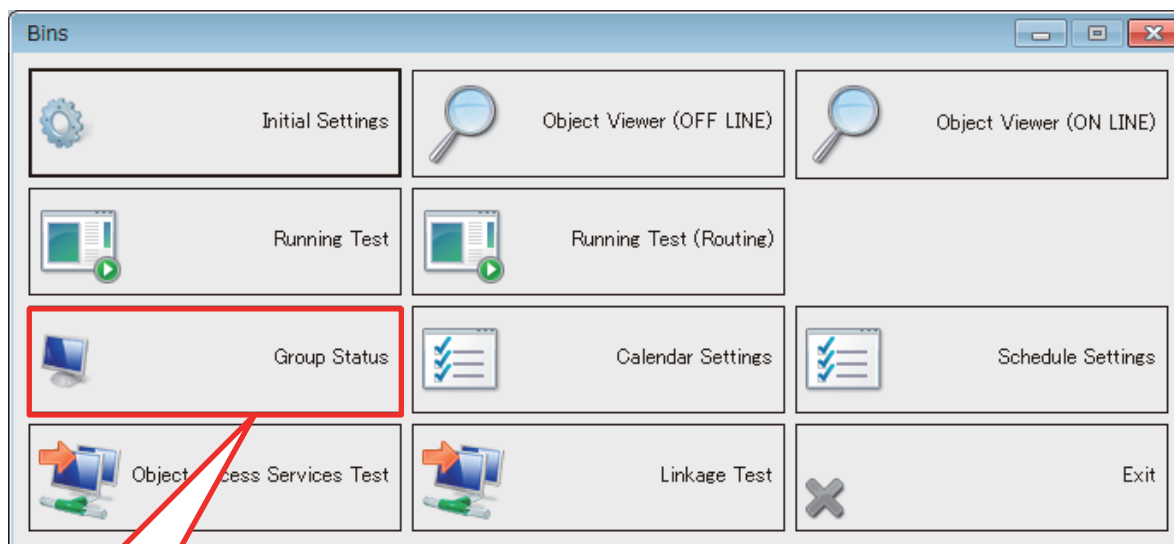 Bins
Initial Settings
Object Viewer (OFF LINE)
Object Viewer (ON LINE)
Running Test
Running Test (Routing)
Group Status
Calendar Settings
Schedule Settings
Object cess Services Test
Linkage Test
Exit